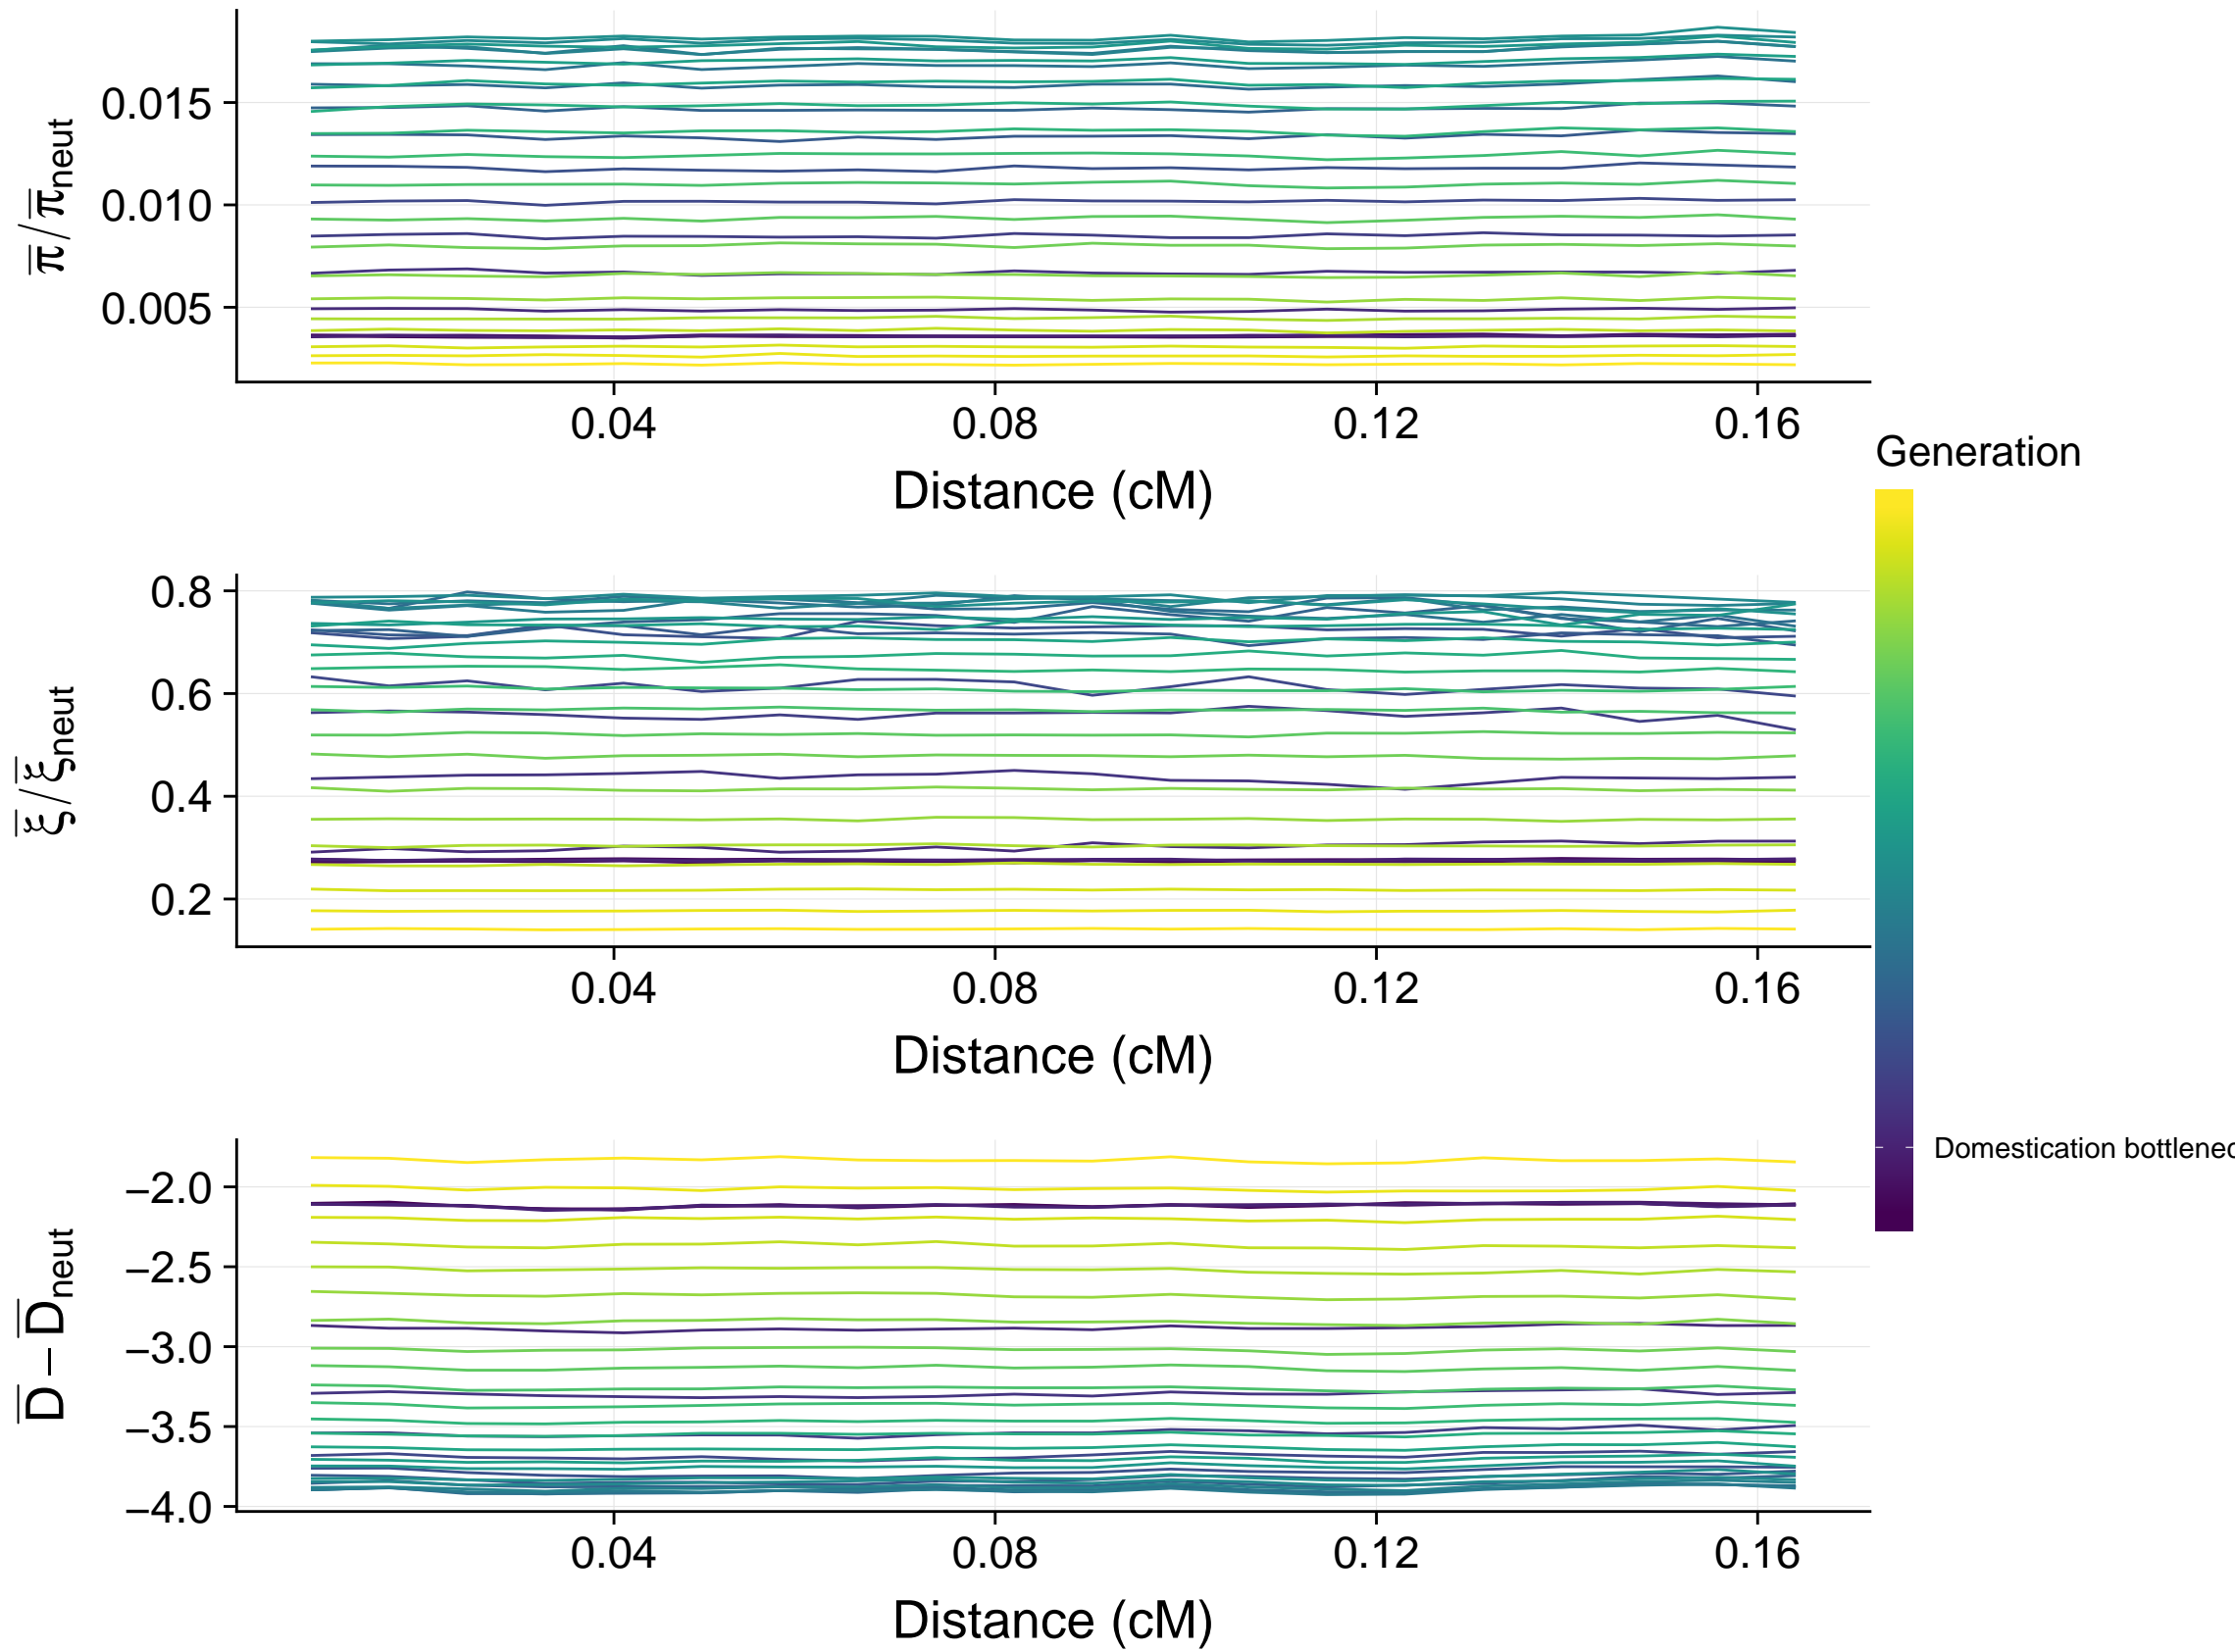 π̅/π̅neut
0.015
0.010
0.005
0.04 0.08 0.12 0.16
Distance (cM)
ξ̅/ξ̅neut
0.8
0.6
0.4
0.2
0.04 0.08 0.12 0.16
Distance (cM)
D̅−D̅neut
−2.0
−2.5
−3.0
−3.5
−4.0
0.04 0.08 0.12 0.16
Distance (cM)
Generation
Domestication bottlenec